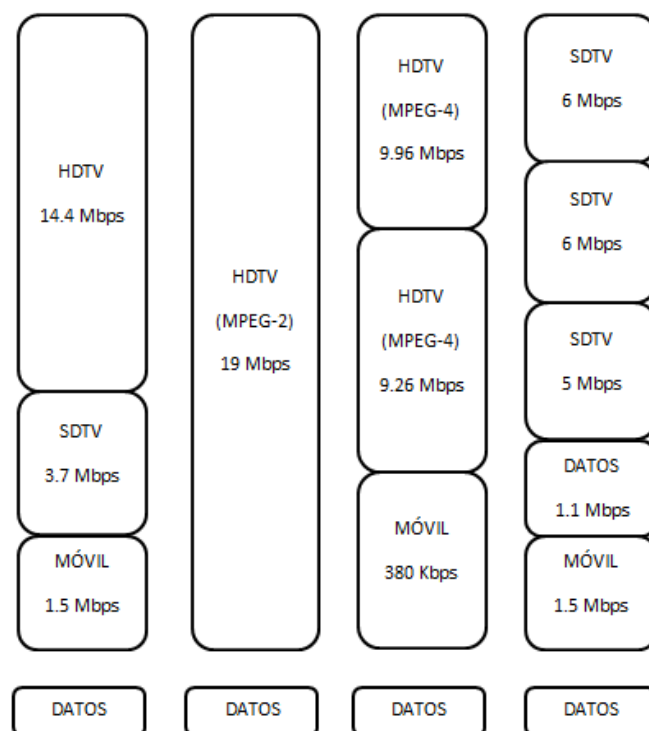 HDTV
14.4 Mbps
SDTV
3.7 Mbps
MÓVIL
1.5 Mbps
DATOS
HDTV
(MPEG-2)
19 Mbps
DATOS
HDTV
(MPEG-4)
9.96 Mbps
HDTV
(MPEG-4)
9.26 Mbps
MÓVIL
380 Kbps
DATOS
SDTV
6 Mbps
SDTV
6 Mbps
SDTV
5 Mbps
DATOS
1.1 Mbps
MÓVIL
1.5 Mbps
DATOS